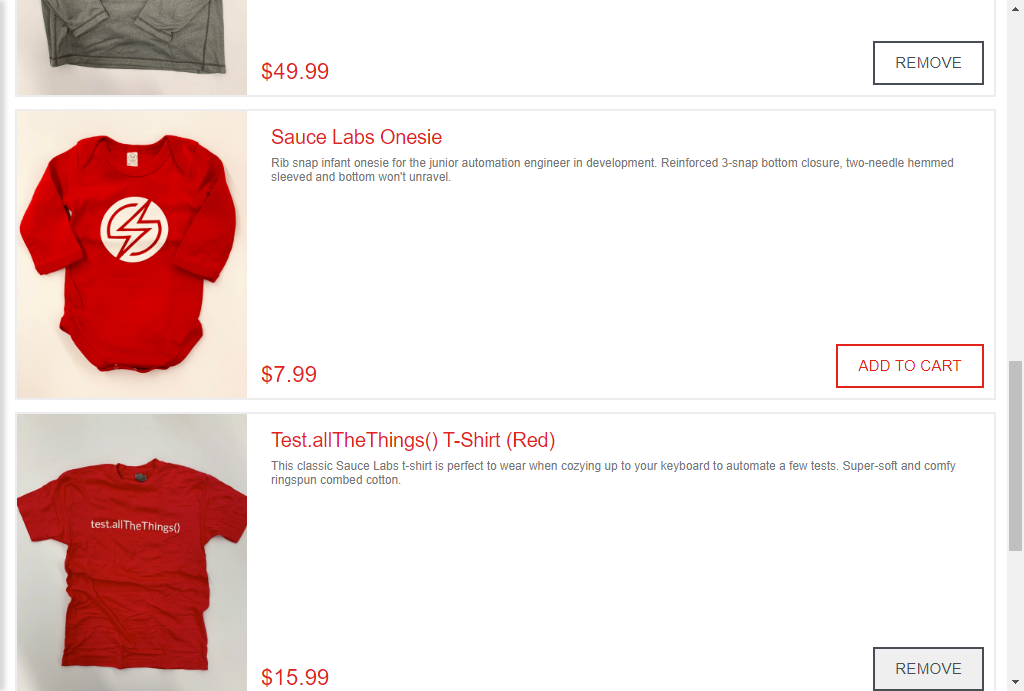 $49.99
REMOVE
Sauce Labs Onesie
Rib snap infant onesie for the junior automation engineer in development. Reinforced 3-snap bottom closure, two-needle hemmed
sleeved and bottom won't unravel.
$7.99
ADD TO CART
Test.allTheThings() T-Shirt (Red)
This classic Sauce Labs t-shirt is perfect to wear when cozying up to your keyboard to automate a few tests. Super-soft and comfy
ringspun combed cotton.
test.allTheThings()
$15.99
REMOVE